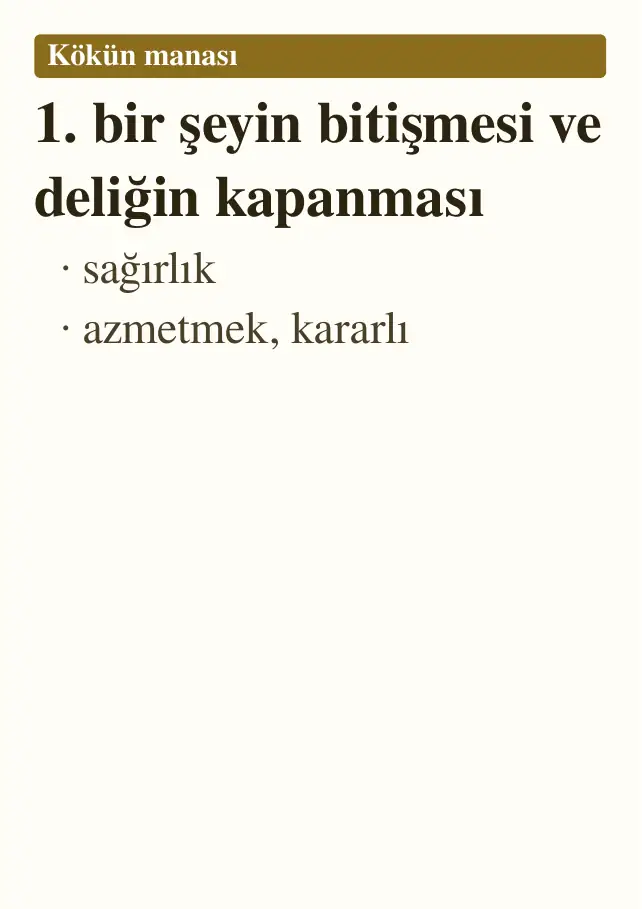 Kökün manası
1. bir şeyin bitişmesi ve
deliğin kapanması
· sağırlık
· azmetmek, kararlı